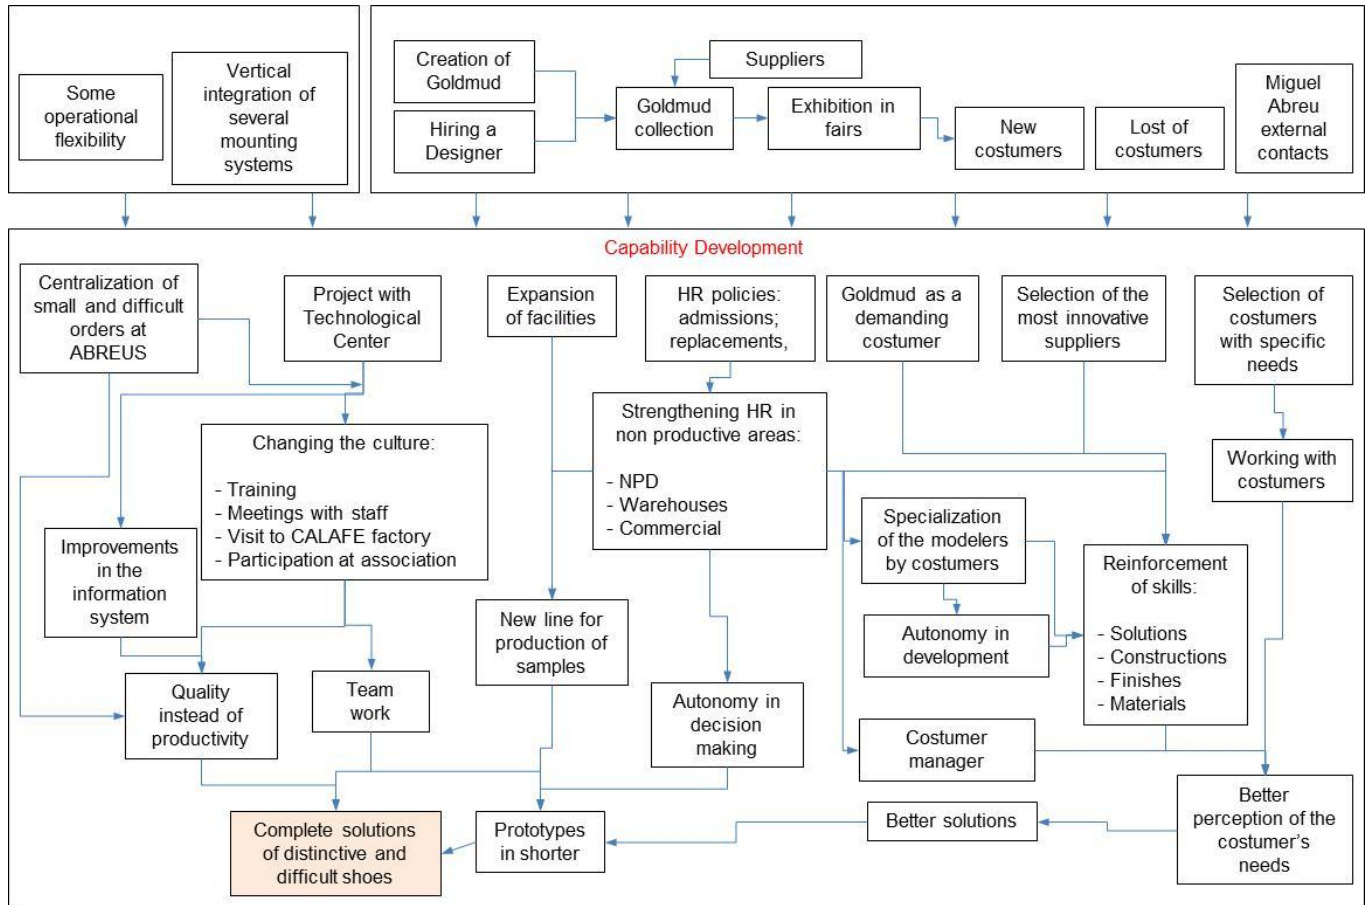 Some
operational
flexibility
Vertical
integration of
several
mounting
systems
Creation of
Goldmud
Hiring a
Designer
Suppliers
Goldmud
collection
Exhibition in
fairs
New
costumers
Lost of
costumers
Miguel
Abreu
external
contacts
Capability Development
Centralization of
small and difficult
orders at
ABREUS
Project with
Technological
Center
Expansion
of facilities
HR policies:
admissions;
replacements,
Goldmud as a
demanding
costumer
Selection of the
most innovative
suppliers
Selection of
costumers
with specific
needs
Changing the culture:
- Training
- Meetings with staff
- Visit to CALAFE factory
- Participation at association
Strengthening HR in
non productive areas:
- NPD
- Warehouses
- Commercial
Working with
costumers
Improvements
in the
information
system
Specialization
of the modelers
by costumers
Reinforcement
of skills:
- Solutions
- Constructions
- Finishes
- Materials
New line for
production of
samples
Autonomy in
development
Quality
instead of
productivity
Team
work
Autonomy in
decision
making
Costumer
manager
Better
perception of the
costumer's
needs
Complete solutions
of distinctive and
difficult shoes
Prototypes
in shorter
Better solutions